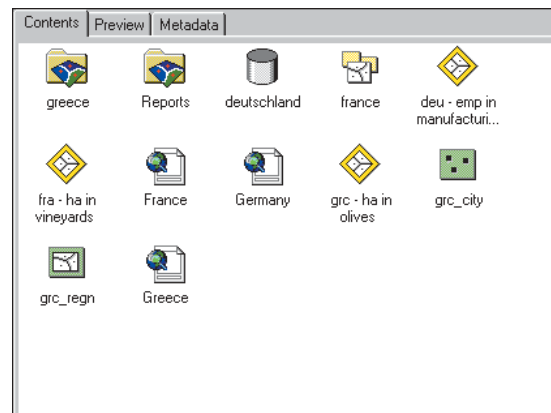 Contents Preview Metadata
greece Reports deutschland france deu - emp in
manufacturi...
fra - ha in
vineyards France Germany grc - ha in
olives grc_city
grc_regn Greece